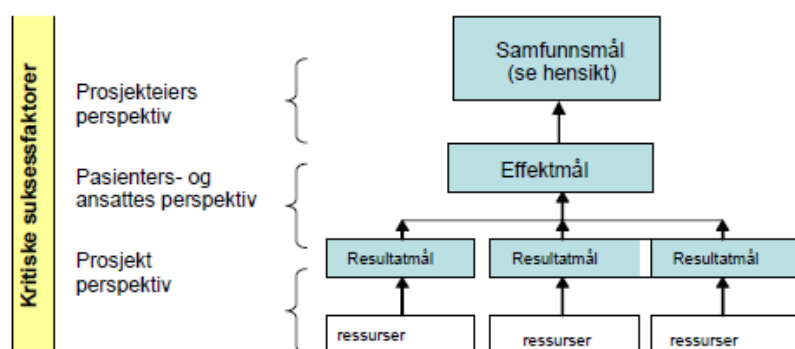 Kritiske suksessfaktorer
Samfunnsmål
(se hensikt)
Prosjekteiers
perspektiv
Effektmål
Pasienters- og
ansattes perspektiv
Resultatmål
Resultatmål
Resultatmål
Prosjekt
perspektiv
ressurser
ressurser
ressurser